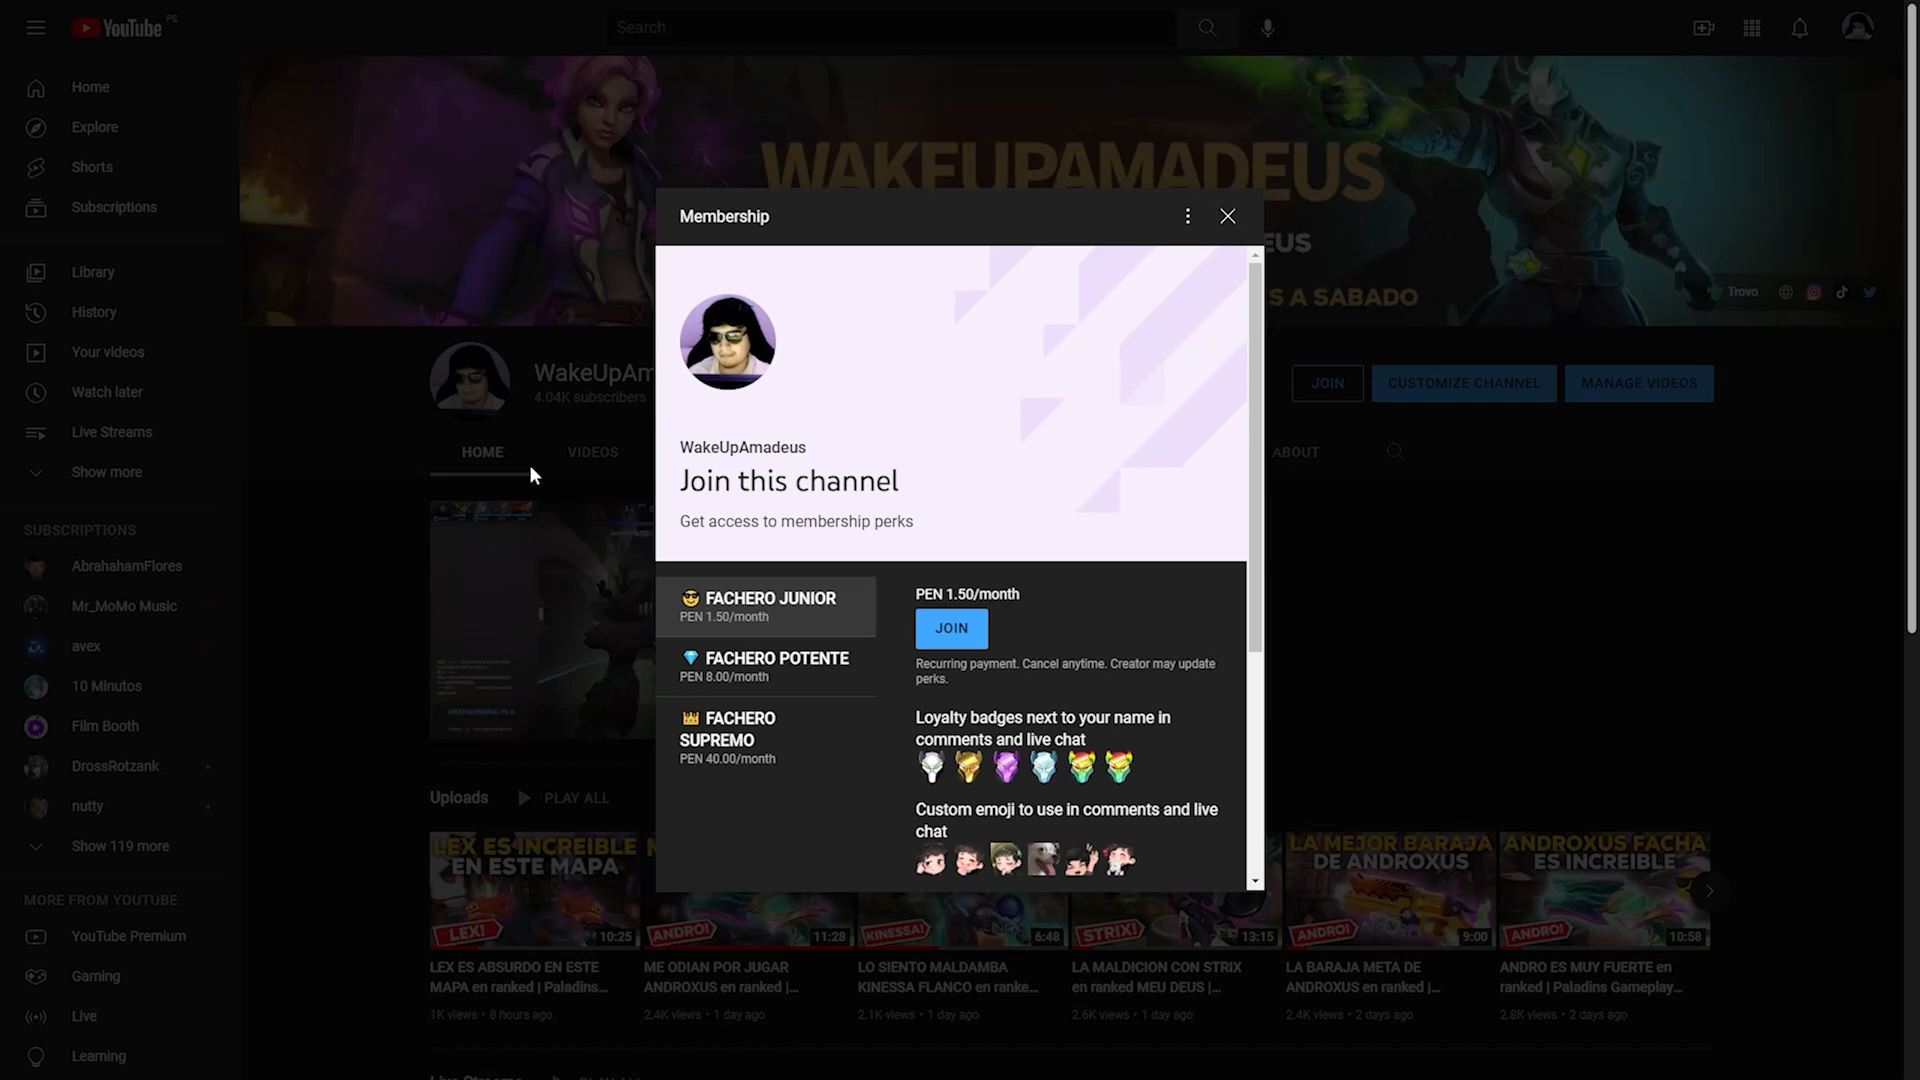 YouTube PE
Search
Home
Explore
Shorts
Subscriptions
Library
History
Your videos
Watch later
Live Streams
Show more
SUBSCRIPTIONS
AbrahahamFlores
Mr_MoMo Music
avex
10 Minutos
Film Booth
DrossRotzank
nutty
Show 119 more
MORE FROM YOUTUBE
YouTube Premium
Gaming
Live
Learning
WAKEUPAMADEUS
EUS
S A SABADO
Trovo
WakeUpAm
4.04K subscribers
JOIN
CUSTOMIZE CHANNEL
MANAGE VIDEOS
HOME
VIDEOS
ABOUT
Membership
WakeUpAmadeus
Join this channel
Get access to membership perks
😎 FACHERO JUNIOR
PEN 1.50/month
💎 FACHERO POTENTE
PEN 8.00/month
👑 FACHERO
SUPREMO
PEN 40.00/month
PEN 1.50/month
JOIN
Recurring payment. Cancel anytime. Creator may update
perks.
Loyalty badges next to your name in
comments and live chat
Custom emoji to use in comments and live
chat
Uploads
PLAY ALL
LEX ES INCREIBLE
EN ESTE MAPA
LEX!
10:25
LEX ES ABSURDO EN ESTE
MAPA en ranked | Paladins...
1K views • 8 hours ago
ANDRO!
11:28
ME ODIAN POR JUGAR
ANDROXUS en ranked |...
2.4K views • 1 day ago
KINESSA!
6:48
LO SIENTO MALDAMBA
KINESSA FLANCO en ranke...
2.1K views • 1 day ago
STRIX!
13:15
LA MALDICION CON STRIX
en ranked MEU DEUS |...
2.6K views • 1 day ago
LA MEJOR BARAJA
DE ANDROXUS
ANDRO!
9:00
LA BARAJA META DE
ANDROXUS en ranked |...
2.4K views • 2 days ago
ANDROXUS FACHA
ES INCREIBLE
ANDRO!
10:58
ANDRO ES MUY FUERTE en
ranked | Paladins Gameplay...
2.8K views • 2 days ago